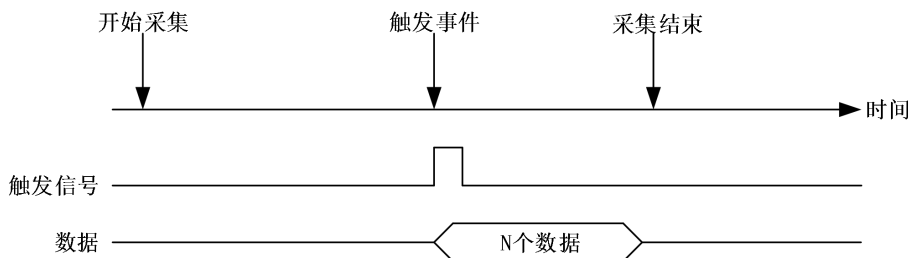 开始采集
触发事件
采集结束
时间
触发信号
数据
N个数据